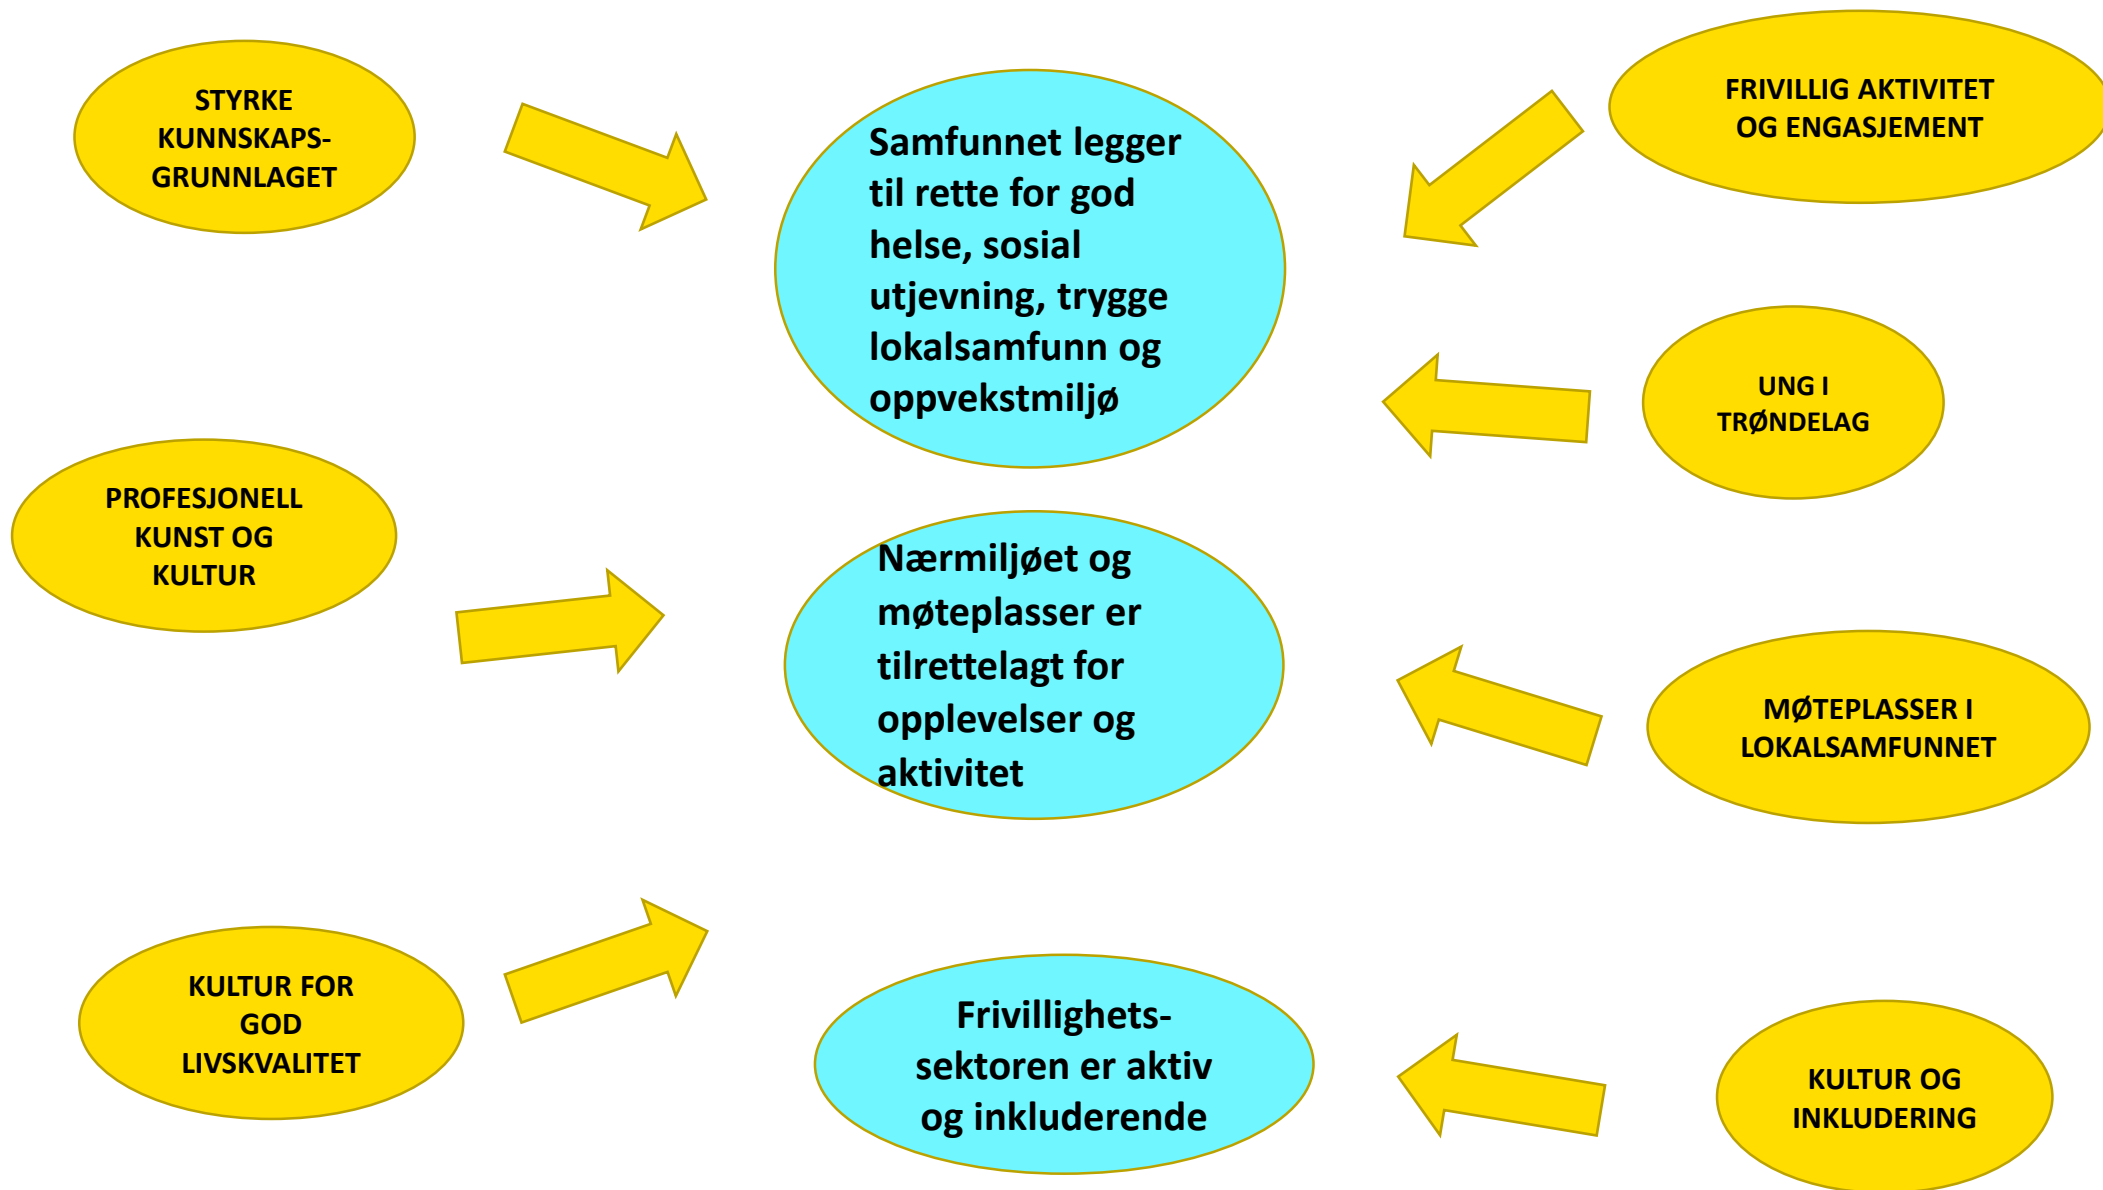 STYRKE
KUNNSKAPS-
GRUNNLAGET
PROFESJONELL
KUNST OG
KULTUR
KULTUR FOR
GOD
LIVSKVALITET
Samfunnet legger
til rette for god
helse, sosial
utjevning, trygge
lokalsamfunn og
oppvekstmiljø
Nærmiljøet og
møteplasser er
tilrettelagt for
opplevelser og
aktivitet
Frivillighets-
sektoren er aktiv
og inkluderende
FRIVILLIG AKTIVITET
OG ENGASJEMENT
UNG I
TRØNDELAG
MØTEPLASSER I
LOKALSAMFUNNET
KULTUR OG
INKLUDERING